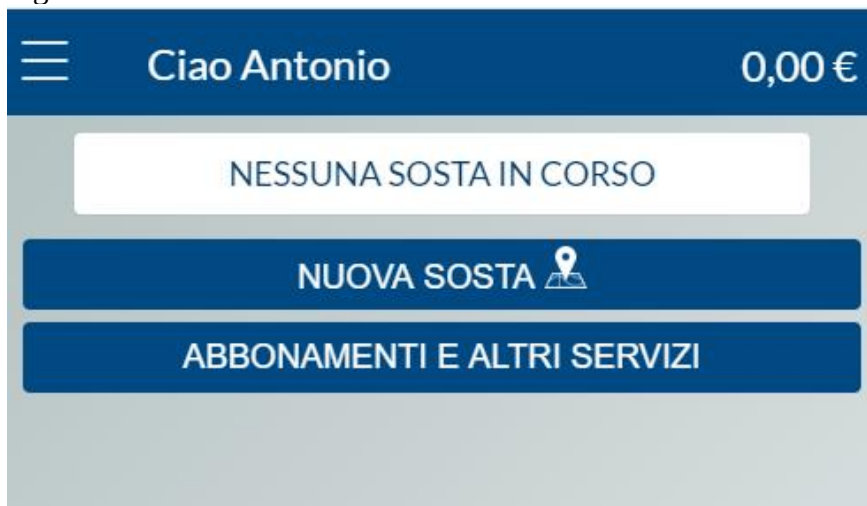 Ciao Antonio 0,00 €
NESSUNA SOSTA IN CORSO
NUOVA SOSTA
ABBONAMENTI E ALTRI SERVIZI